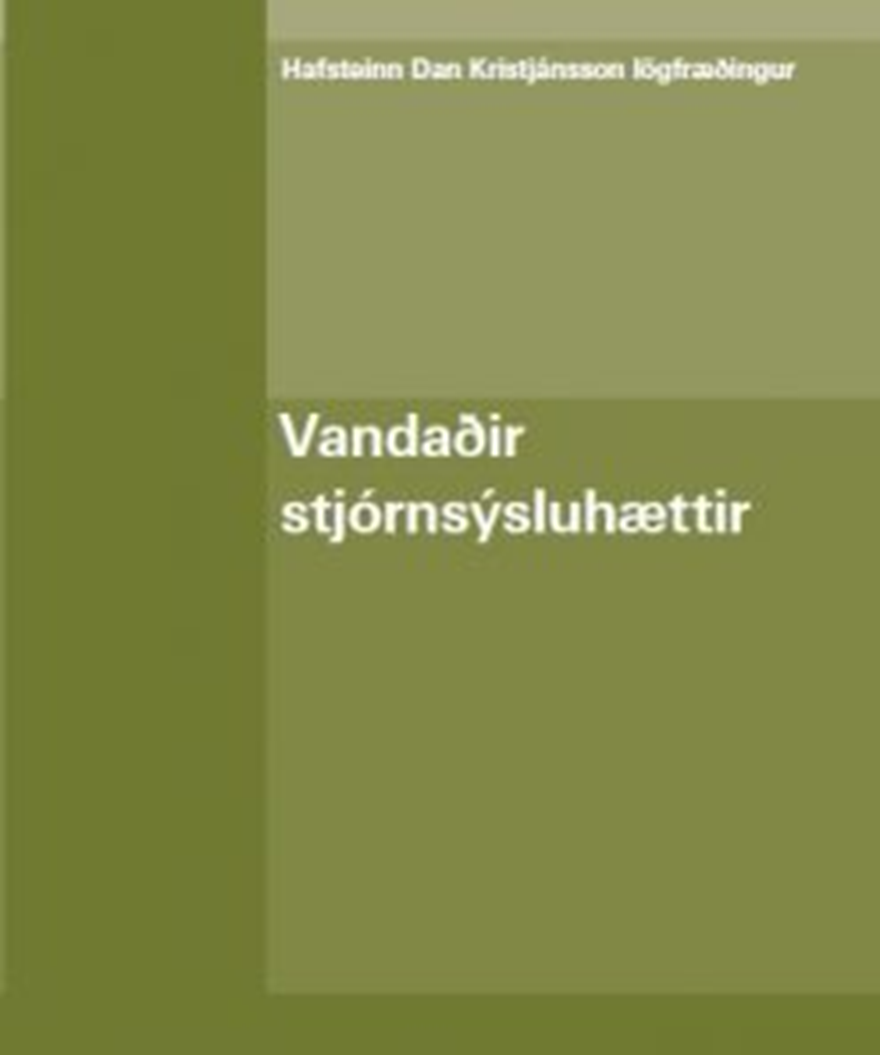 Hafsteinn Dan Kristjánsson lögfræðingur
Vandaðir
stjórnsýsluhættir